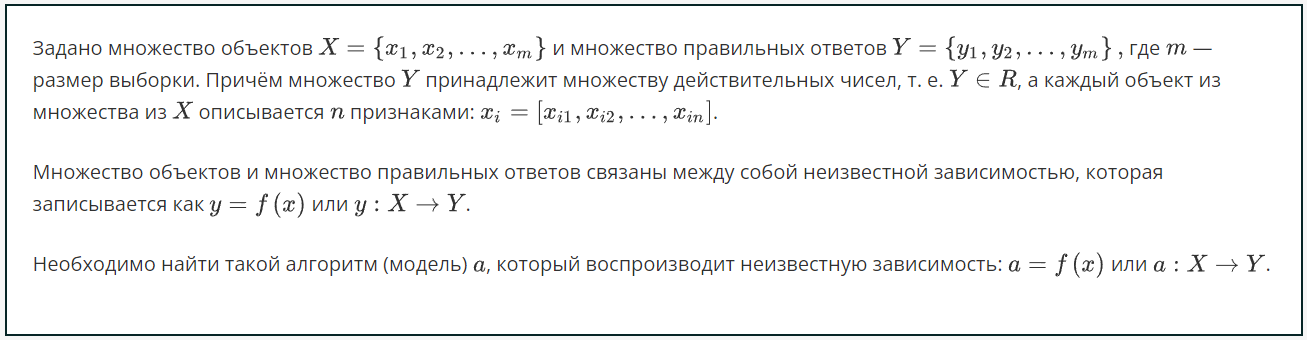 Задано множество объектов X = {x₁, x₂, . . . , xₘ} и множество правильных ответов Y = {y₁, y₂, . . . , yₘ} , где m —
размер выборки. Причём множество Y принадлежит множеству действительных чисел, т. е. Y ∈ R, а каждый объект из
множества из X описывается n признаками: xᵢ = [xᵢ₁, xᵢ₂, . . . , xᵢₙ].
Множество объектов и множество правильных ответов связаны между собой неизвестной зависимостью, которая
записывается как y = f (x) или y : X → Y.
Необходимо найти такой алгоритм (модель) a, который воспроизводит неизвестную зависимость: a = f (x) или a : X → Y.